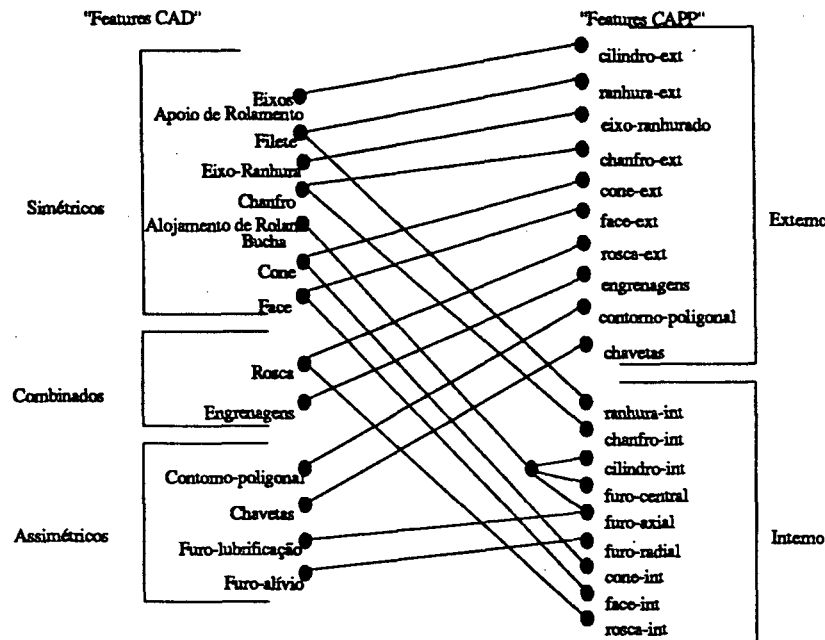 "Features CAD"
"Features CAPP"
Simétricos
Eixos
Apoio de Rolamento
Filete
Eixo-Ranhura
Chanfro
Alojamento de Rolam
Bucha
Cone
Face
Combinados
Rosca
Engrenagens
Assimétricos
Contorno-poligonal
Chavetas
Furo-lubrificação
Furo-alívio
cilindro-ext
ranhura-ext
eixo-ranhurado
chanfro-ext
cone-ext
face-ext
rosca-ext
engrenagens
contorno-poligonal
chavetas
Externo
ranhura-int
chanfro-int
cilindro-int
furo-central
furo-axial
furo-radial
cone-int
face-int
rosca-int
Interno